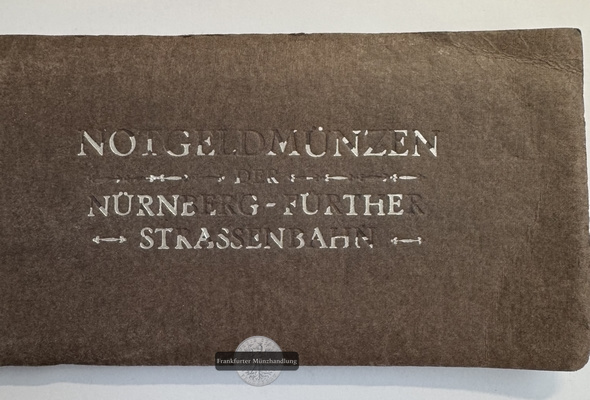 NOTGELDMÜNZEN
DER
NÜRNBERG-FÜRTHER
STRASSENBAHN
Frankfurter Münzhandlung